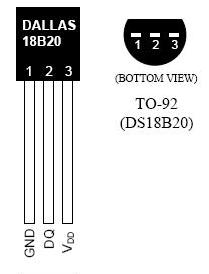 DALLAS
18B20
1 2 3
GND
DQ
VDD
1 2 3
(BOTTOM VIEW)
TO-92
(DS18B20)